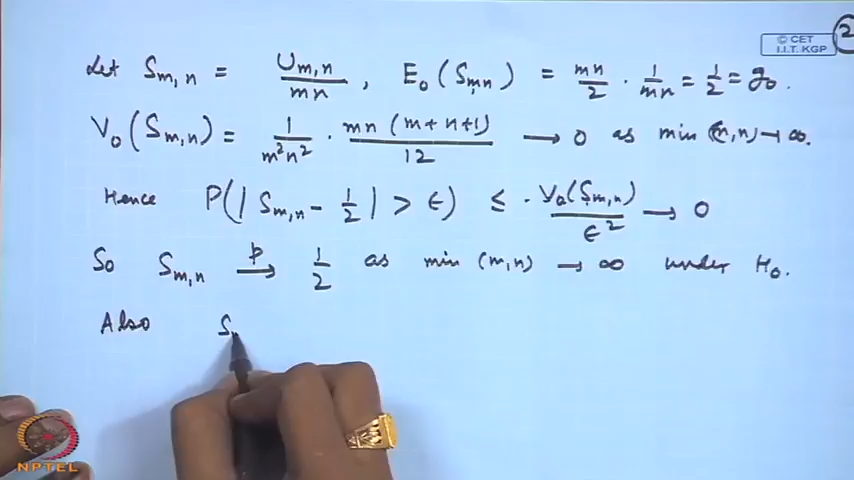 2
© CET
I.I.T. KGP
Let S_{m,n} = U_{m,n}/mn , E_0(S_{m,n}) = mn/2 · 1/mn = 1/2 = g_0.
V_0(S_{m,n}) = 1/m²n² · mn(m+n+1)/12 → 0 as min (m,n) → ∞.
Hence P(|S_{m,n} - 1/2| > ε) ≤ · V_0(S_{m,n})/ε² → 0
So S_{m,n} →^p 1/2 as min (m,n) → ∞ under H_0.
Also S
NPTEL